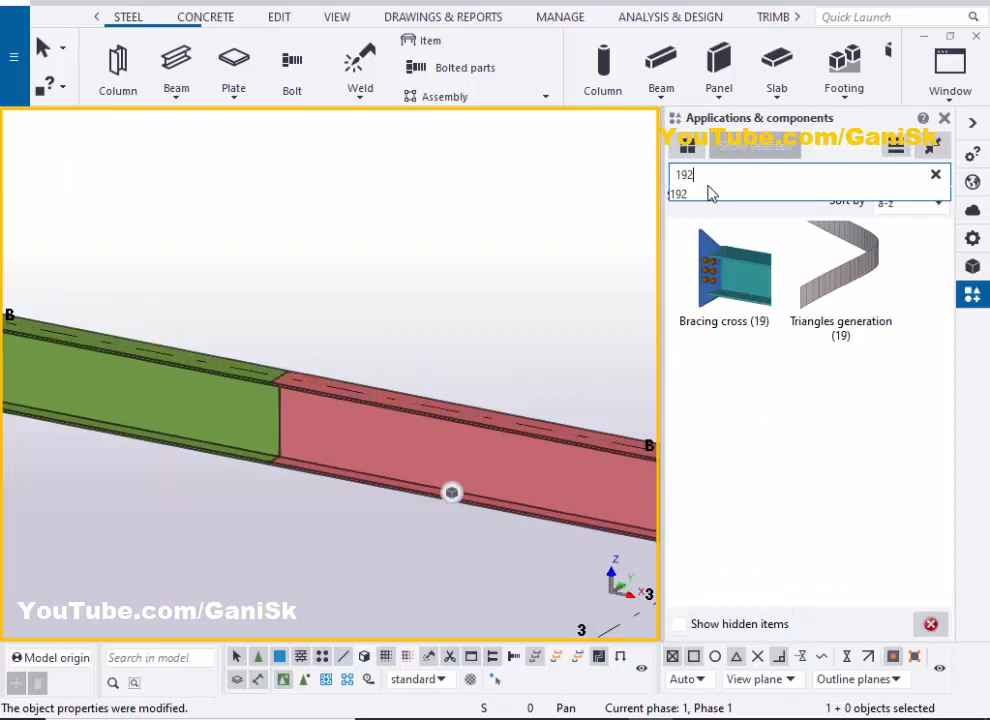 STEEL CONCRETE EDIT VIEW DRAWINGS & REPORTS MANAGE ANALYSIS & DESIGN TRIMB Quick Launch
Item
Bolted parts
Assembly
Column Beam Plate Bolt Weld Column Beam Panel Slab Footing Window
Applications & components
YouTube.com/GaniSk
192
192
Sort by a-z
Bracing cross (19)
Triangles generation
(19)
B
B
Z
Y
X
3
3
YouTube.com/GaniSk
Show hidden items
Model origin
Search in model
standard
Auto
View plane
Outline planes
The object properties were modified.
S 0 Pan Current phase: 1, Phase 1 1 + 0 objects selected